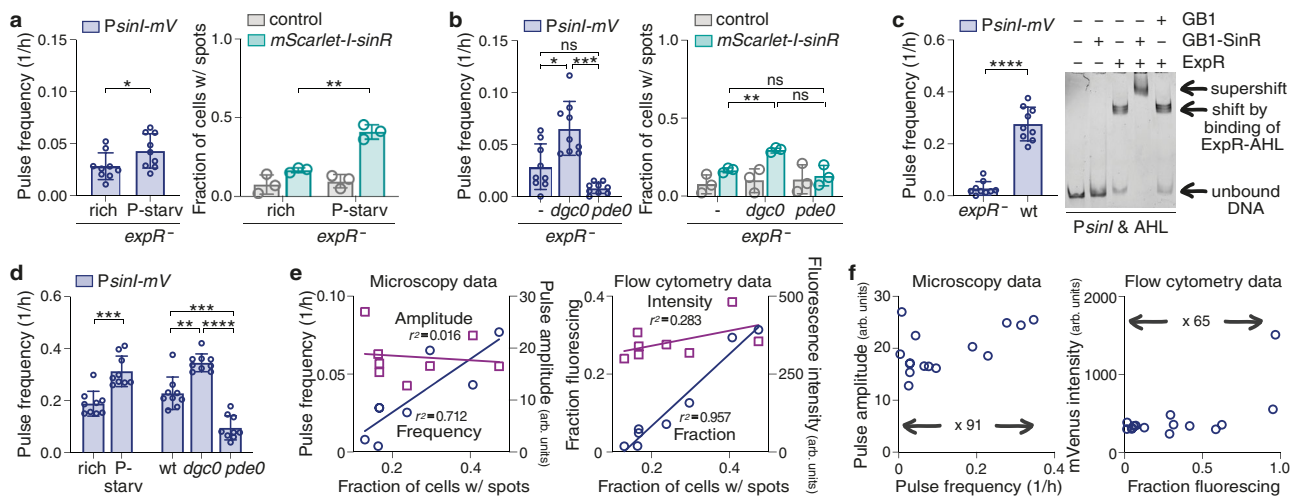 a
PsinI-mV
Pulse frequency (1/h)
0.15
0.10
0.05
0.00
*
rich P-starv
expR⁻
control
mScarlet-I-sinR
Fraction of cells w/ spots
1.0
0.5
0.0
**
rich P-starv
expR⁻
b
PsinI-mV
Pulse frequency (1/h)
0.15
0.10
0.05
0.00
ns
* ***
- dgc0 pde0
expR⁻
control
mScarlet-I-sinR
Fraction of cells w/ spots
1.0
0.5
0.0
ns
** ns
- dgc0 pde0
expR⁻
c
PsinI-mV
Pulse frequency (1/h)
0.6
0.4
0.2
0.0
****
expR⁻ wt
– – – – + GB1
– + – + – GB1-SinR
– – + + + ExpR
supershift
shift by
binding of
ExpR-AHL
unbound
DNA
PsinI & AHL
d
PsinI-mV
Pulse frequency (1/h)
0.6
0.4
0.2
0.0
***
***
** ****
rich P-
starv
wt dgc0 pde0
e
Microscopy data
Pulse frequency (1/h)
0.10
0.05
0
Amplitude
r²=0.016
r²=0.712
Frequency
30
20
10
0
Pulse amplitude (arb. units)
0.2 0.4
Fraction of cells w/ spots
Flow cytometry data
Fraction fluorescing
0.4
0.2
0
Intensity
r²=0.283
r²=0.957
Fraction
500
250
0
Fluorescence intensity (arb. units)
0.2 0.4
Fraction of cells w/ spots
f
Microscopy data
Pulse amplitude (arb. units)
30
20
10
0
x 91
0 0.1 0.2 0.3 0.4
Pulse frequency (1/h)
Flow cytometry data
mVenus intensity (arb. units)
2000
1000
0
x 65
0.0 0.5 1.0
Fraction fluorescing